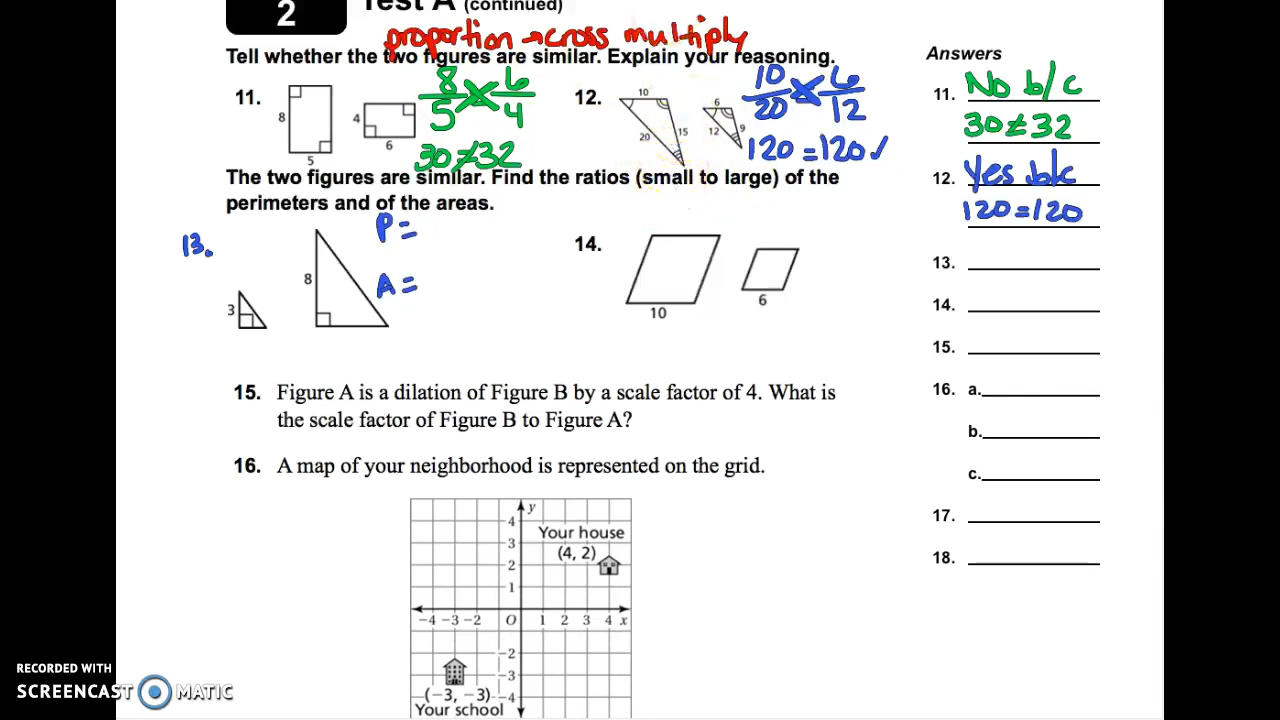 2
Test A (continued)
proportion → cross multiply
Tell whether the two figures are similar. Explain your reasoning.
11.
8
5
4
6
8/5 × 6/4
30 ≠ 32
12.
10
20
15
6
12
9
10/20 × 6/12
120 = 120 ✓
The two figures are similar. Find the ratios (small to large) of the
perimeters and of the areas.
13.
3
8
P =
A =
14.
10
6
15. Figure A is a dilation of Figure B by a scale factor of 4. What is
the scale factor of Figure B to Figure A?
16. A map of your neighborhood is represented on the grid.
y
4
3
2
1
Your house
(4, 2)
-4 -3 -2 O 1 2 3 4 x
-2
-3
-4
(-3, -3)
Your school
Answers
11. No b/c
30 ≠ 32
12. Yes b/c
120 = 120
13.
14.
15.
16. a.
b.
c.
17.
18.
RECORDED WITH
SCREENCAST MATIC